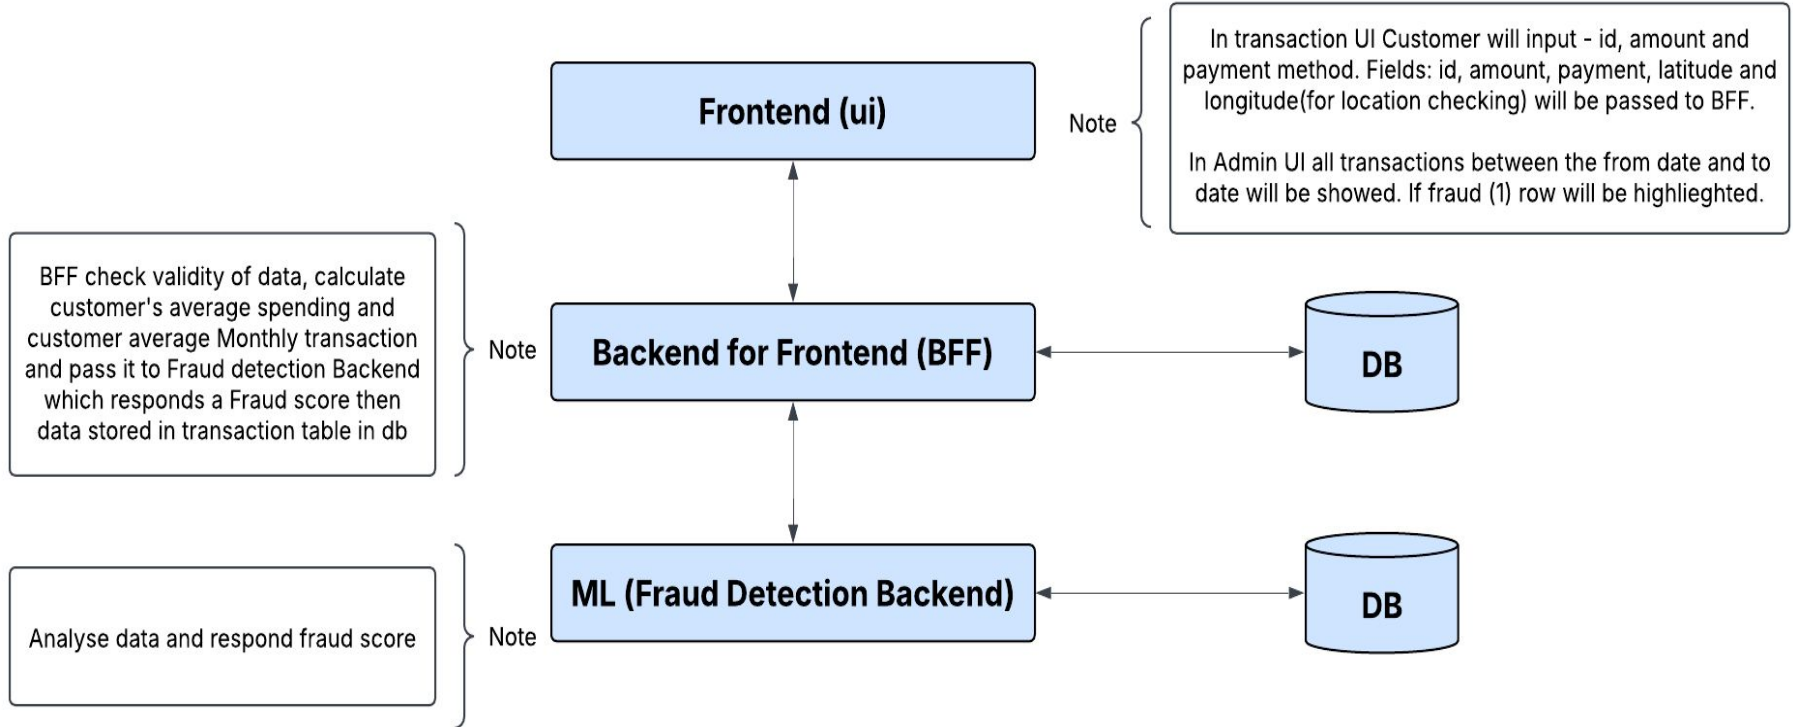 In transaction UI Customer will input - id, amount and
payment method. Fields: id, amount, payment, latitude and
longitude(for location checking) will be passed to BFF.
In Admin UI all transactions between the from date and to
date will be showed. If fraud (1) row will be highlieghted.
Note
Frontend (ui)
BFF check validity of data, calculate
customer's average spending and
customer average Monthly transaction
and pass it to Fraud detection Backend
which responds a Fraud score then
data stored in transaction table in db
Note
Backend for Frontend (BFF)
DB
Analyse data and respond fraud score
Note
ML (Fraud Detection Backend)
DB